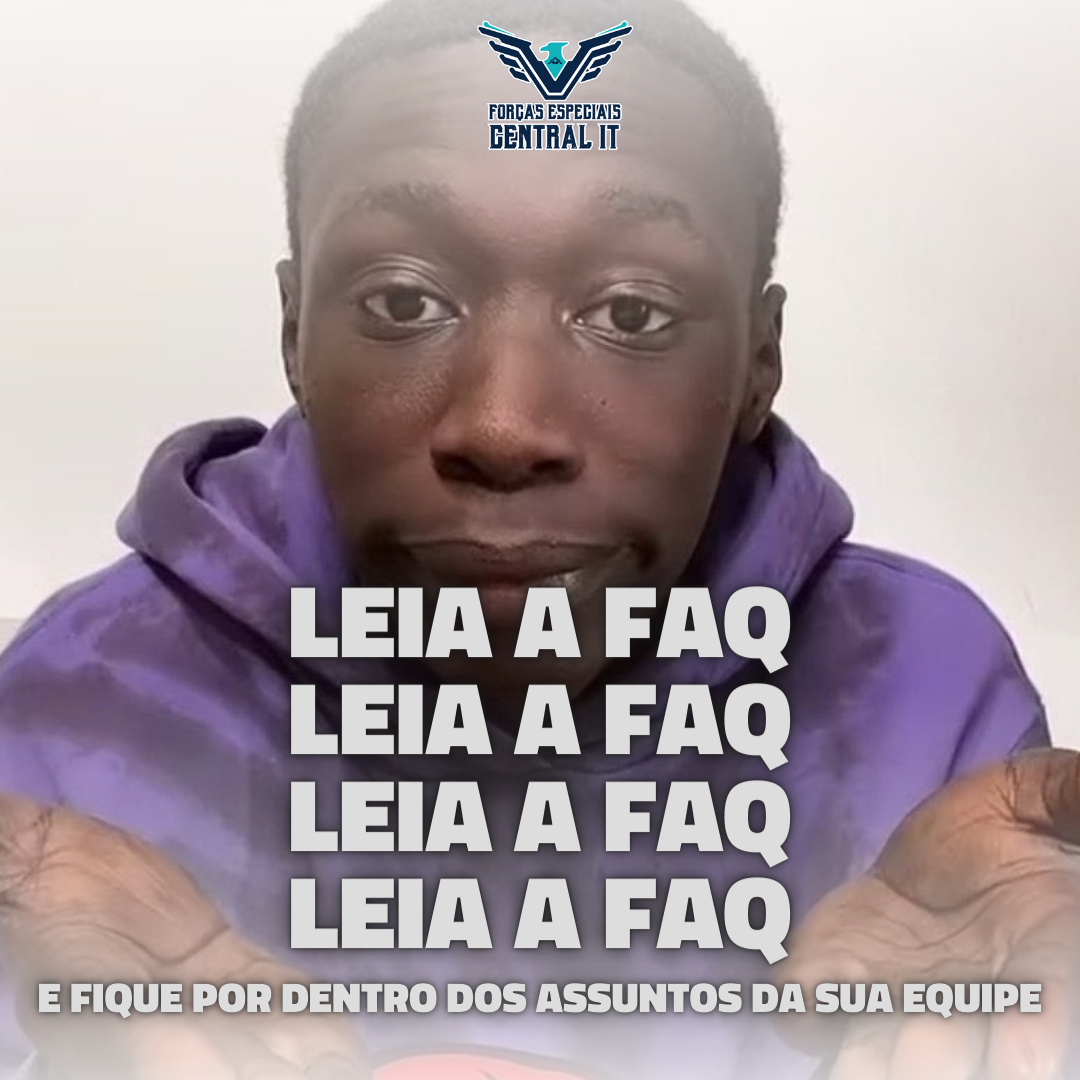 FORÇAS ESPECIAIS
CENTRAL IT
LEIA A FAQ
LEIA A FAQ
LEIA A FAQ
LEIA A FAQ
E FIQUE POR DENTRO DOS ASSUNTOS DA SUA EQUIPE